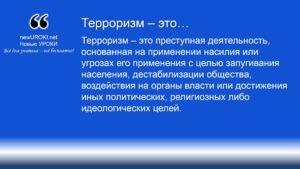 newUROKI.net
Новые УРОКИ
Всё для учителя – всё бесплатно!
Терроризм – это…
Терроризм – это преступная деятельность,
основанная на применении насилия или
угрозах его применения с целью запугивания
населения, дестабилизации общества,
воздействия на органы власти или достижения
иных политических, религиозных либо
идеологических целей.